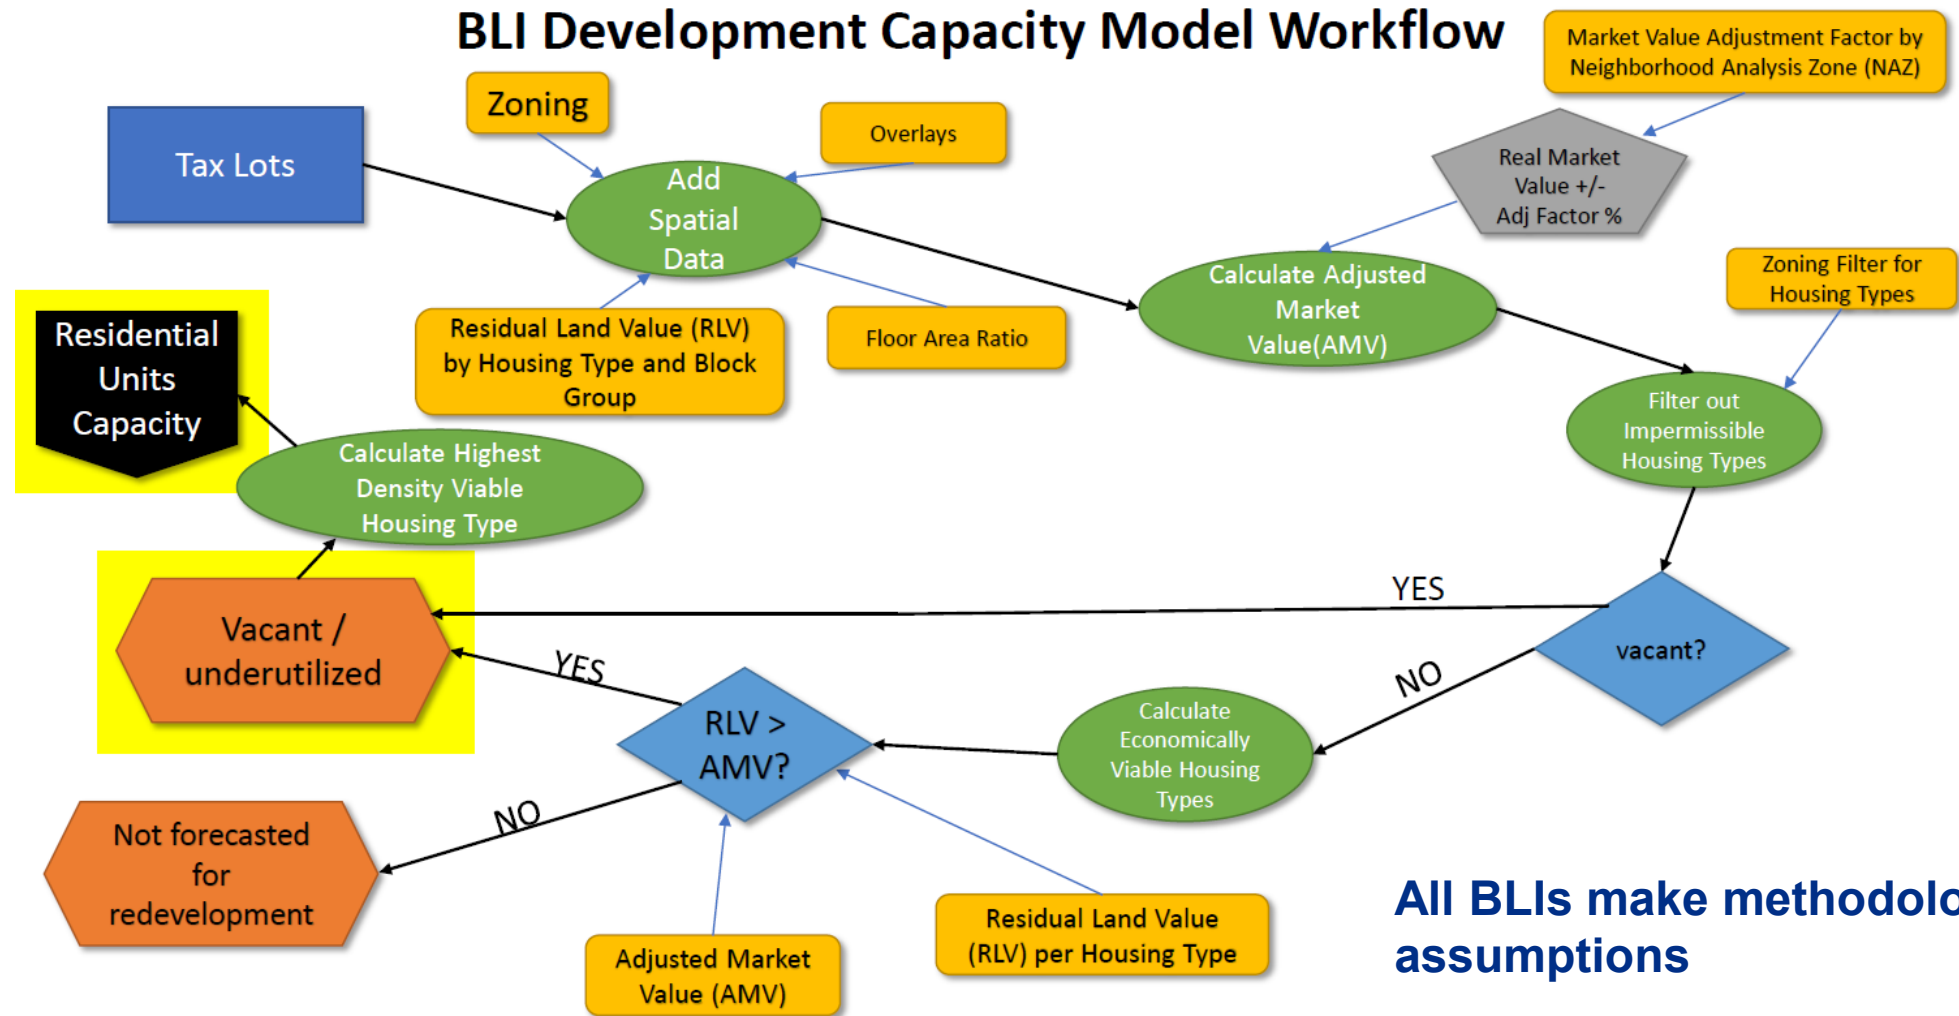 BLI Development Capacity Model Workflow
Market Value Adjustment Factor by
Neighborhood Analysis Zone (NAZ)
Zoning
Overlays
Tax Lots
Add
Spatial
Data
Real Market
Value +/-
Adj Factor %
Residual Land Value (RLV)
by Housing Type and Block
Group
Floor Area Ratio
Calculate Adjusted
Market
Value(AMV)
Zoning Filter for
Housing Types
Filter out
Impermissible
Housing Types
Residential
Units
Capacity
Calculate Highest
Density Viable
Housing Type
YES
vacant?
NO
Vacant /
underutilized
YES
RLV >
AMV?
Calculate
Economically
Viable Housing
Types
NO
Not forecasted
for
redevelopment
Adjusted Market
Value (AMV)
Residual Land Value
(RLV) per Housing Type
All BLIs make
assumptions